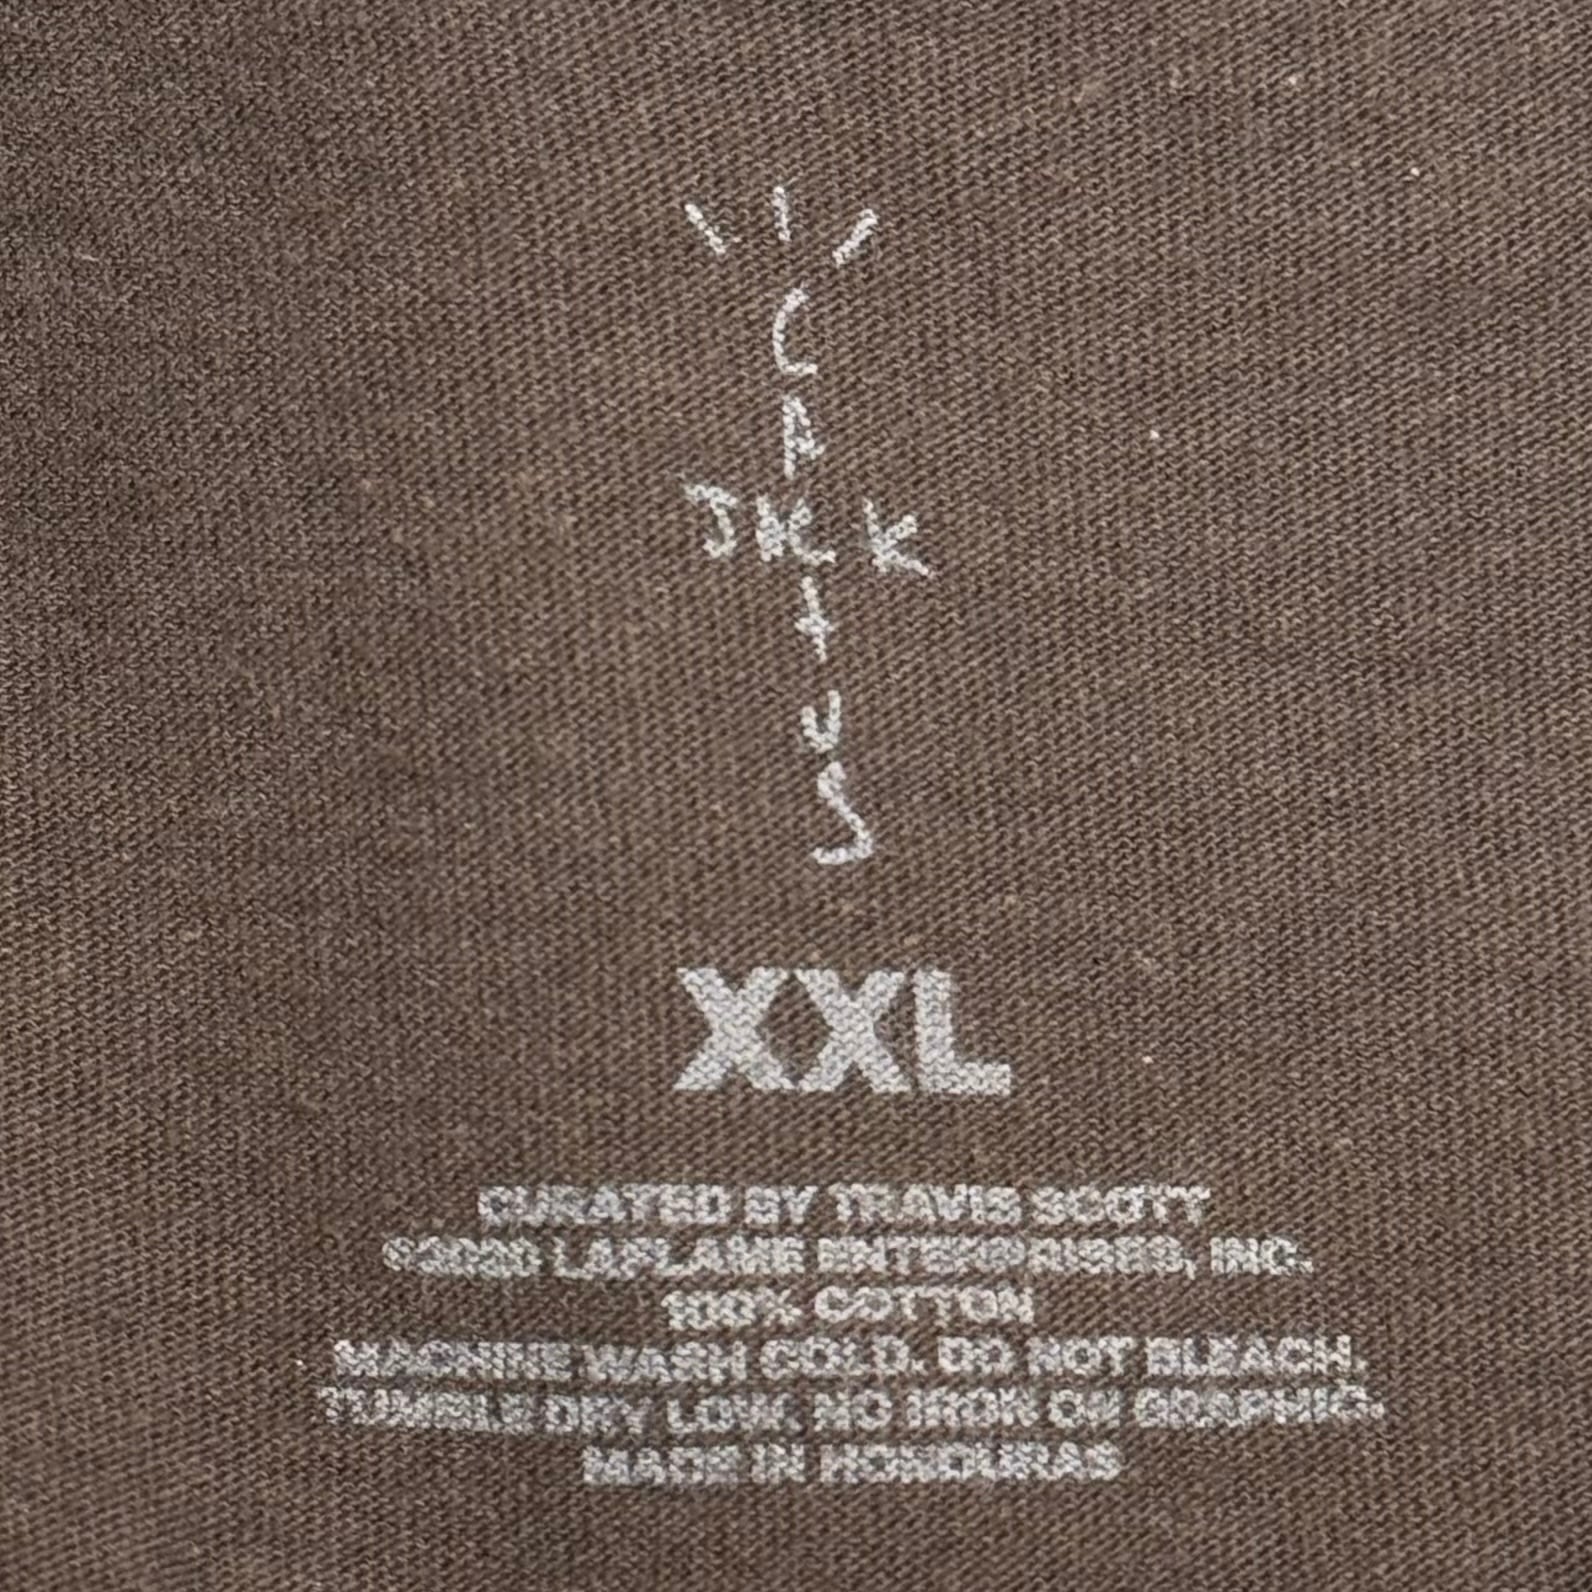 CACTUS
JACK
XXL
CURATED BY TRAVIS SCOTT
©2020 LAFLAME ENTERPRISES, INC.
100% COTTON
MACHINE WASH COLD. DO NOT BLEACH.
TUMBLE DRY LOW. NO IRON ON GRAPHIC.
MADE IN HONDURAS